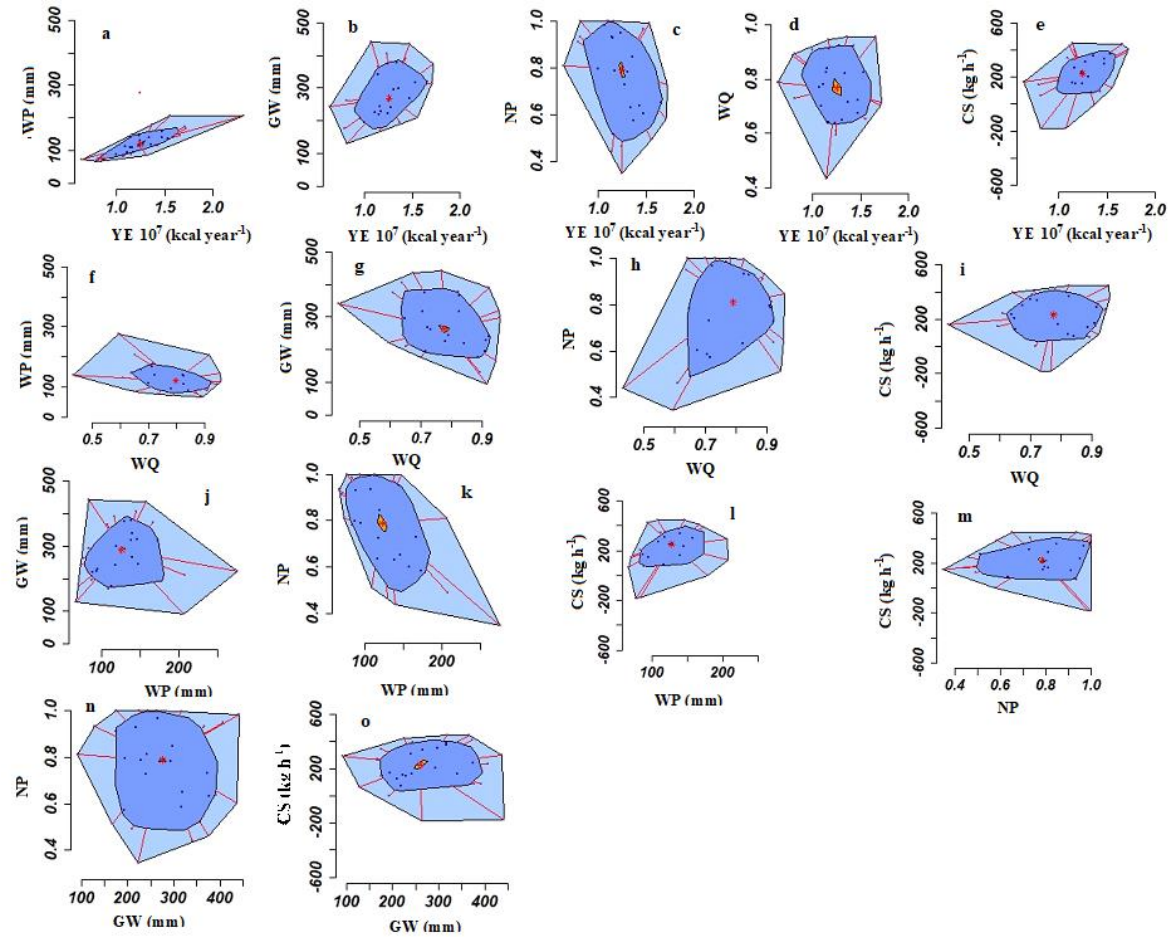 a
WP (mm)
500
300
100
0
1.0 1.5 2.0
YE 10⁷ (kcal year⁻¹)
b
GW (mm)
500
300
100
0
1.0 1.5 2.0
YE 10⁷ (kcal year⁻¹)
c
NP
1.0
0.8
0.6
0.4
1.0 1.5 2.0
YE 10⁷ (kcal year⁻¹)
d
WQ
1.0
0.8
0.6
0.4
1.0 1.5 2.0
YE 10⁷ (kcal year⁻¹)
e
CS (kg h⁻¹)
600
200
-200
-600
1.0 1.5 2.0
YE 10⁷ (kcal year⁻¹)
f
WP (mm)
500
300
100
0
0.5 0.7 0.9
WQ
g
GW (mm)
500
300
100
0
0.5 0.7 0.9
WQ
h
NP
1.0
0.8
0.6
0.4
0.5 0.7 0.9
WQ
i
CS (kg h⁻¹)
600
200
-200
-600
0.5 0.7 0.9
WQ
j
GW (mm)
500
300
100
0
100 200
WP (mm)
k
NP
1.0
0.8
0.6
0.4
100 200
WP (mm)
l
CS (kg h⁻¹)
600
200
-200
-600
100 200
WP (mm)
m
CS (kg h⁻¹)
600
200
-200
-600
0.4 0.6 0.8 1.0
NP
n
NP
1.0
0.8
0.6
0.4
100 200 300 400
GW (mm)
o
CS (kg h⁻¹)
600
200
-200
-600
100 200 300 400
GW (mm)